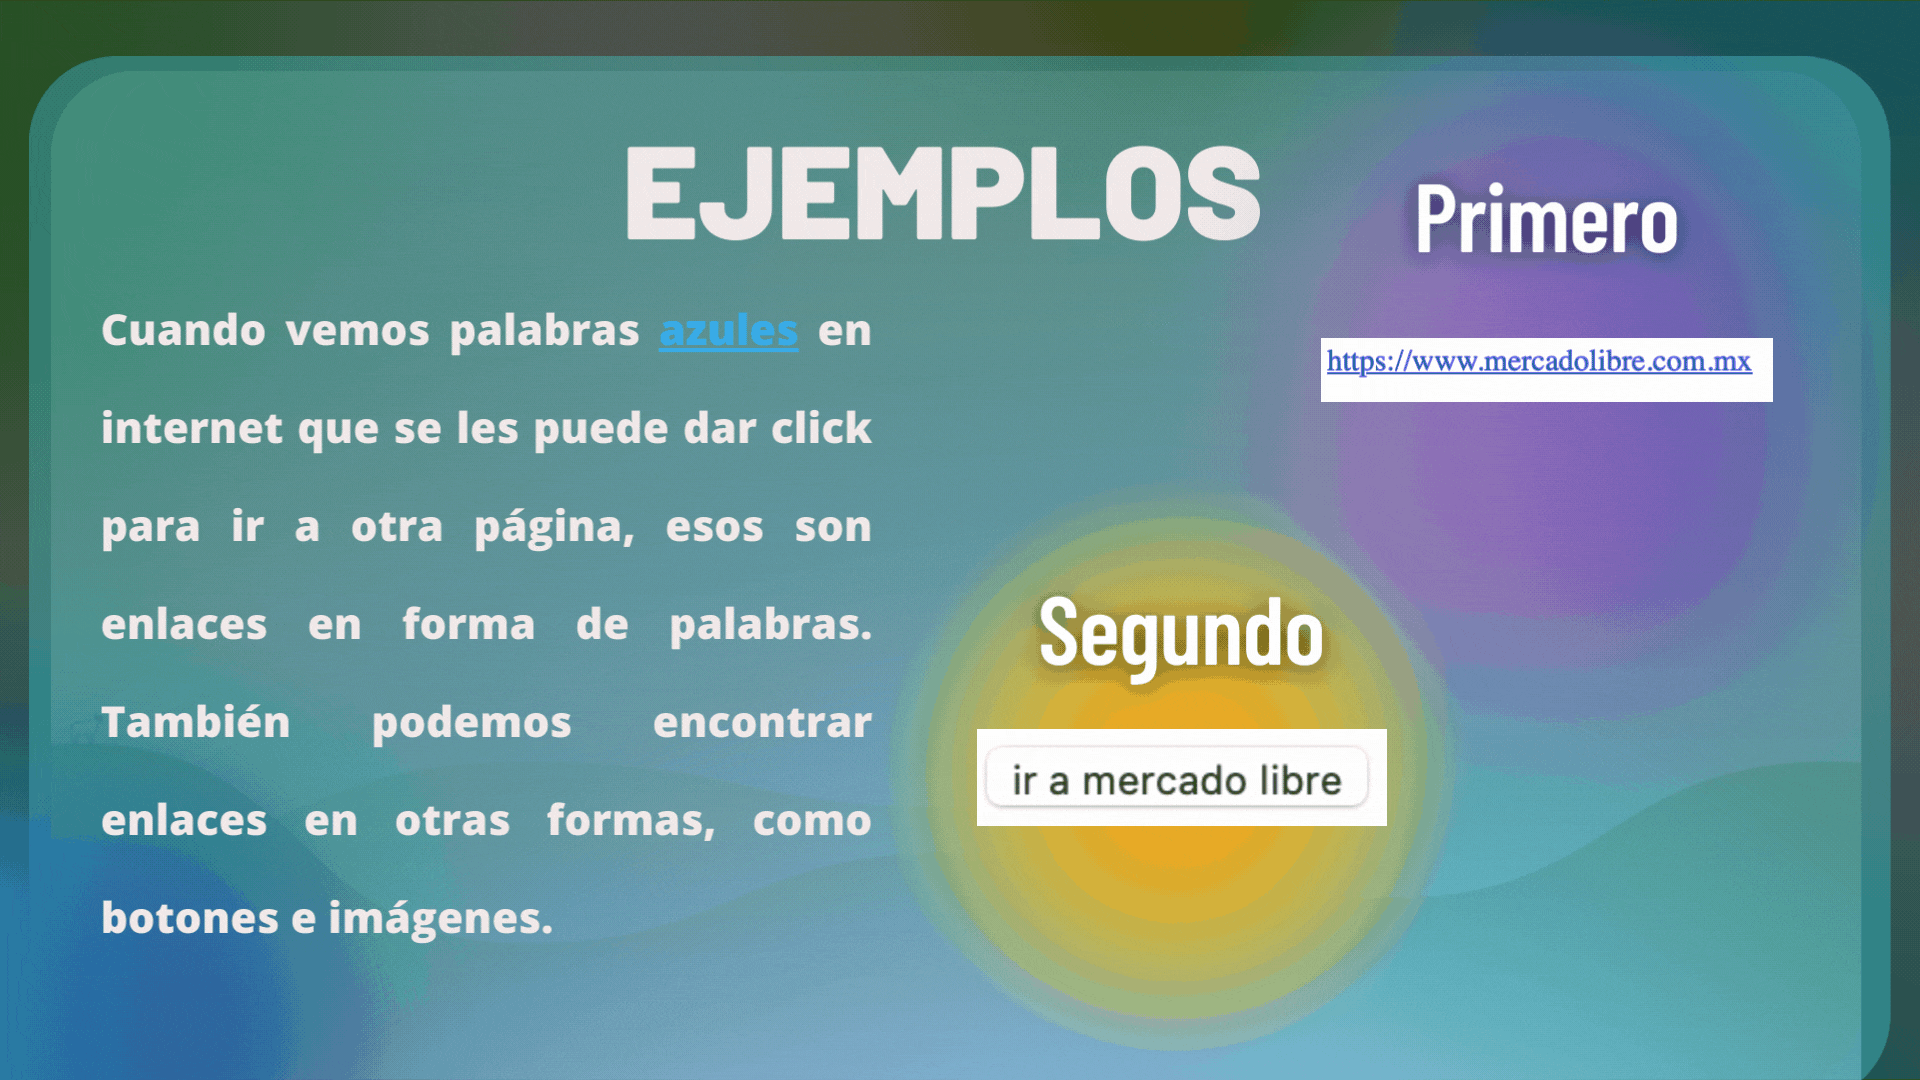 EJEMPLOS
Cuando vemos palabras azules en
internet que se les puede dar click
para ir a otra página, esos son
enlaces en forma de palabras.
También podemos encontrar
enlaces en otras formas, como
botones e imágenes.
Primero
https://www.mercadolibre.com.mx
Segundo
ir a mercado libre